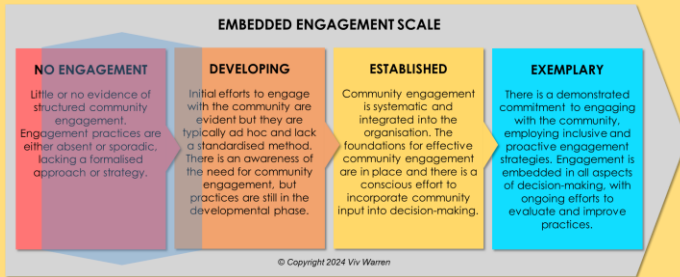 EMBEDDED ENGAGEMENT SCALE
NO ENGAGEMENT
Little or no evidence of
structured community
engagement.
Engagement practices are
either absent or sporadic,
lacking a formalised
approach or strategy.
DEVELOPING
Initial efforts to engage
with the community are
evident but they are
typically ad hoc and lack
a standardised method.
There is an awareness of
the need for community
engagement, but
practices are still in the
developmental phase.
ESTABLISHED
Community engagement
is systematic and
integrated into the
organisation. The
foundations for effective
community engagement
are in place and there is a
conscious effort to
incorporate community
input into decision-making.
EXEMPLARY
There is a demonstrated
commitment to engaging
with the community,
employing inclusive and
proactive engagement
strategies. Engagement is
embedded in all aspects
of decision-making, with
ongoing efforts to
evaluate and improve
practices.
© Copyright 2024 Viv Warren